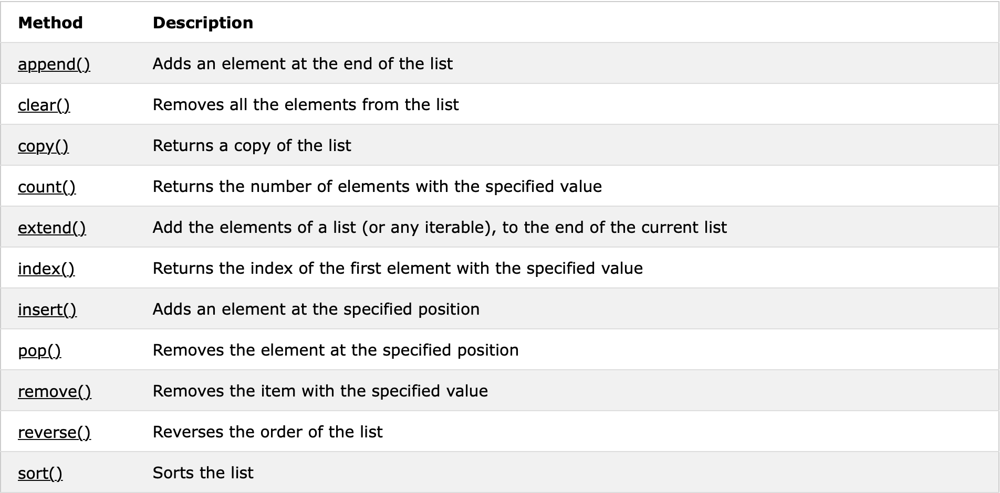 Method Description
append() Adds an element at the end of the list
clear() Removes all the elements from the list
copy() Returns a copy of the list
count() Returns the number of elements with the specified value
extend() Add the elements of a list (or any iterable), to the end of the current list
index() Returns the index of the first element with the specified value
insert() Adds an element at the specified position
pop() Removes the element at the specified position
remove() Removes the item with the specified value
reverse() Reverses the order of the list
sort() Sorts the list